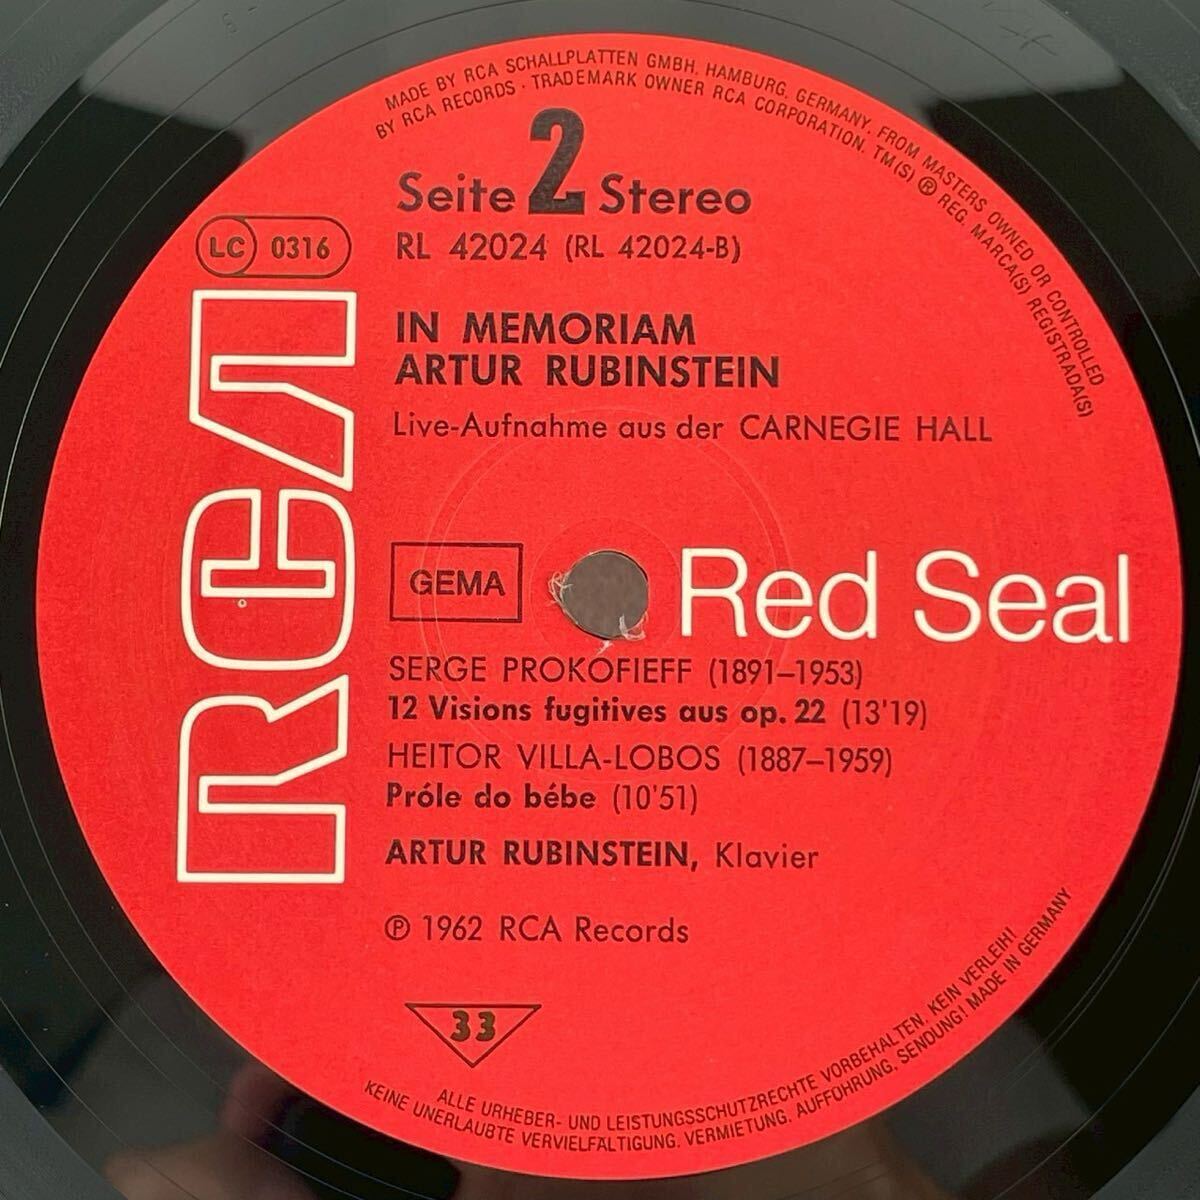 MADE BY RCA SCHALLPLATTEN GMBH, HAMBURG, GERMANY, FROM MASTERS OWNED OR CONTROLLED
BY RCA RECORDS · TRADEMARK OWNER RCA CORPORATION. TM(S) ® REG. MARCA(S) REGISTRADA(S)
Seite 2 Stereo
LC 0316
RL 42024 (RL 42024-B)
IN MEMORIAM
ARTUR RUBINSTEIN
Live-Aufnahme aus der CARNEGIE HALL
RCA
GEMA
Red Seal
SERGE PROKOFIEFF (1891–1953)
12 Visions fugitives aus op. 22 (13'19)
HEITOR VILLA-LOBOS (1887–1959)
Próle do bébe (10'51)
ARTUR RUBINSTEIN, Klavier
℗ 1962 RCA Records
33
ALLE URHEBER- UND LEISTUNGSSCHUTZRECHTE VORBEHALTEN. KEIN VERLEIH!
KEINE UNERLAUBTE VERVIELFÄLTIGUNG, VERMIETUNG, AUFFÜHRUNG, SENDUNG! MADE IN GERMANY